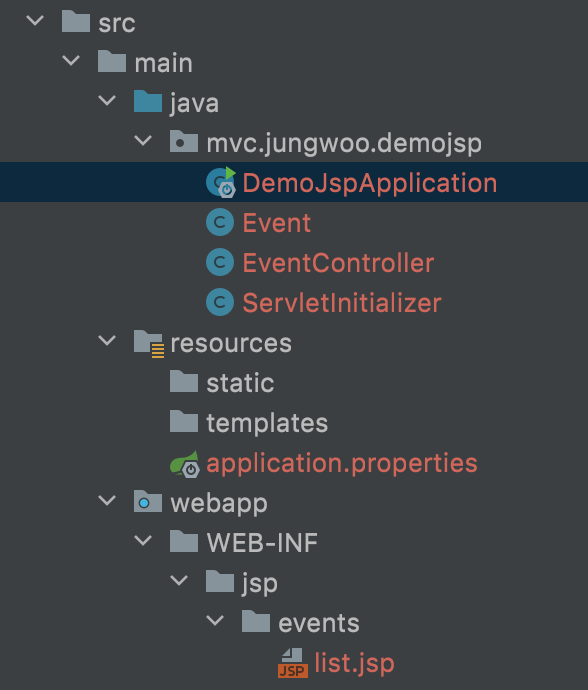 src
main
java
mvc.jungwoo.demojsp
DemoJspApplication
C Event
C EventController
C ServletInitializer
resources
static
templates
application.properties
webapp
WEB-INF
jsp
events
JSP list.jsp